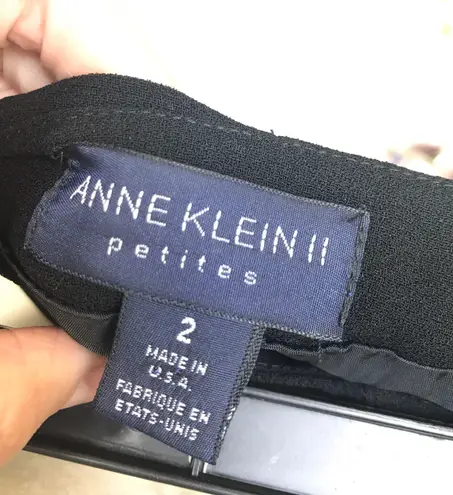 ANNE KLEIN II
petites
2
MADE IN
U.S.A.
FABRIQUE EN
ETATS-UNIS